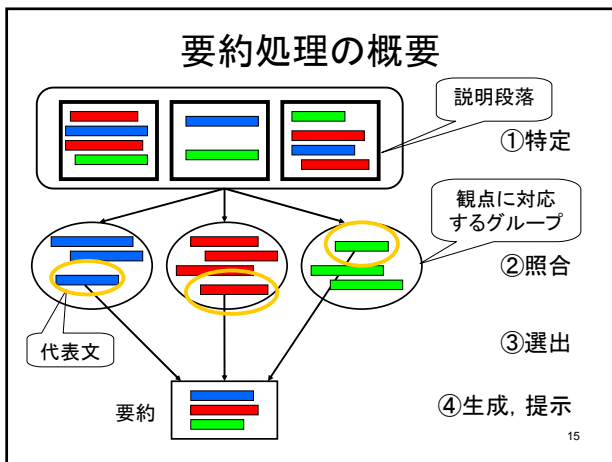 要約処理の概要
説明段落
①特定
観点に対応
するグループ
②照合
代表文
③選出
要約
④生成，提示
15